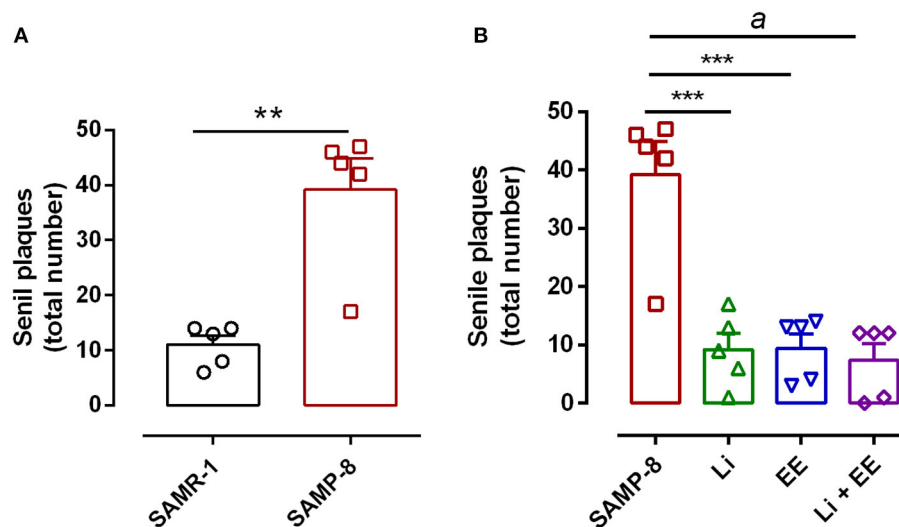 A
**
Senil plaques
(total number)
50
40
30
20
10
0
SAMR-1
SAMP-8
B
a
***
***
Senile plaques
(total number)
50
40
30
20
10
0
SAMP-8
Li
EE
Li + EE